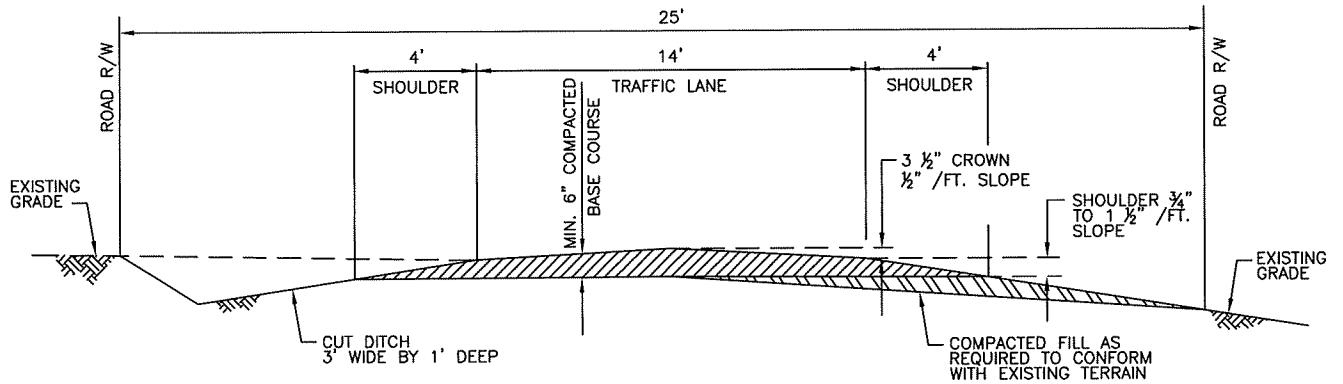 25'
4'
14'
4'
ROAD R/W
SHOULDER
TRAFFIC LANE
SHOULDER
ROAD R/W
MIN. 6" COMPACTED
BASE COURSE
3 ½" CROWN
½" /FT. SLOPE
SHOULDER ¾"
TO 1 ½" /FT.
SLOPE
EXISTING
GRADE
EXISTING
GRADE
CUT DITCH
3' WIDE BY 1' DEEP
COMPACTED FILL AS
REQUIRED TO CONFORM
WITH EXISTING TERRAIN